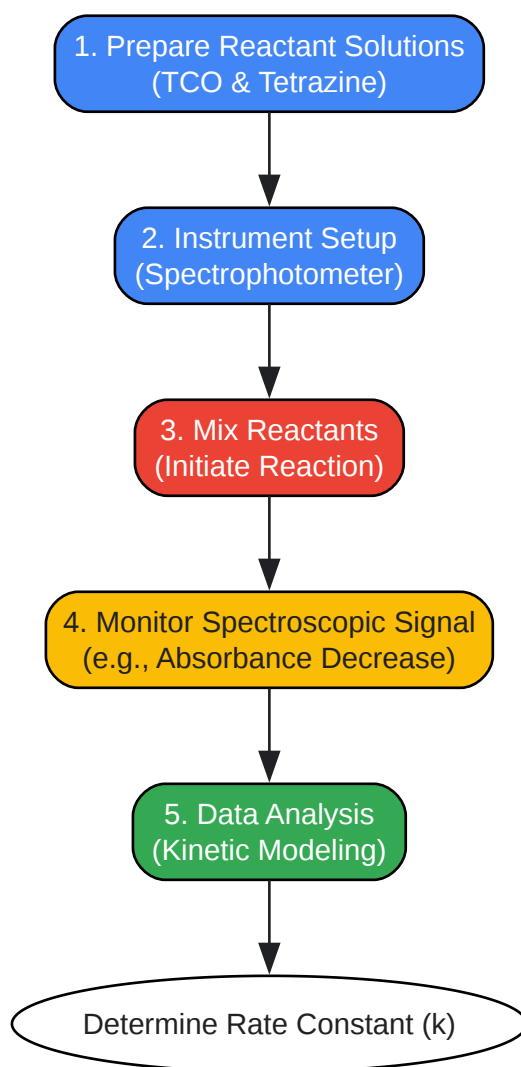 1. Prepare Reactant Solutions
(TCO & Tetrazine)
2. Instrument Setup
(Spectrophotometer)
3. Mix Reactants
(Initiate Reaction)
4. Monitor Spectroscopic Signal
(e.g., Absorbance Decrease)
5. Data Analysis
(Kinetic Modeling)
Determine Rate Constant (k)